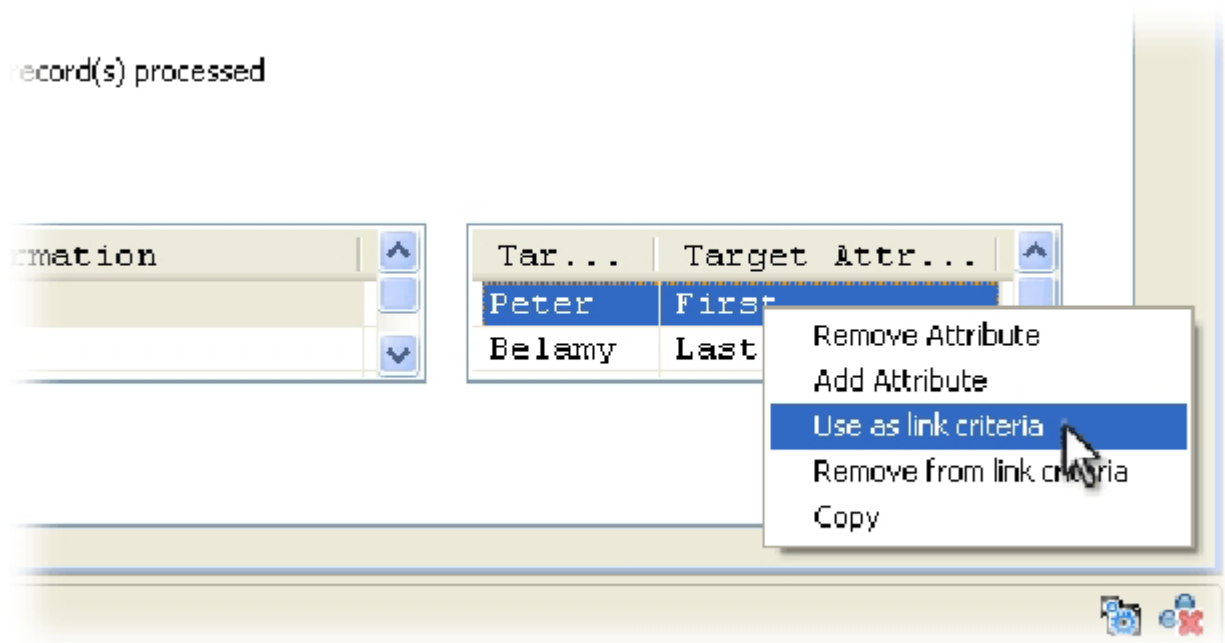 record(s) processed
rmation
Tar... Target Attr...
Peter First
Belamy Last
Remove Attribute
Add Attribute
Use as link criteria
Remove from link criteria
Copy